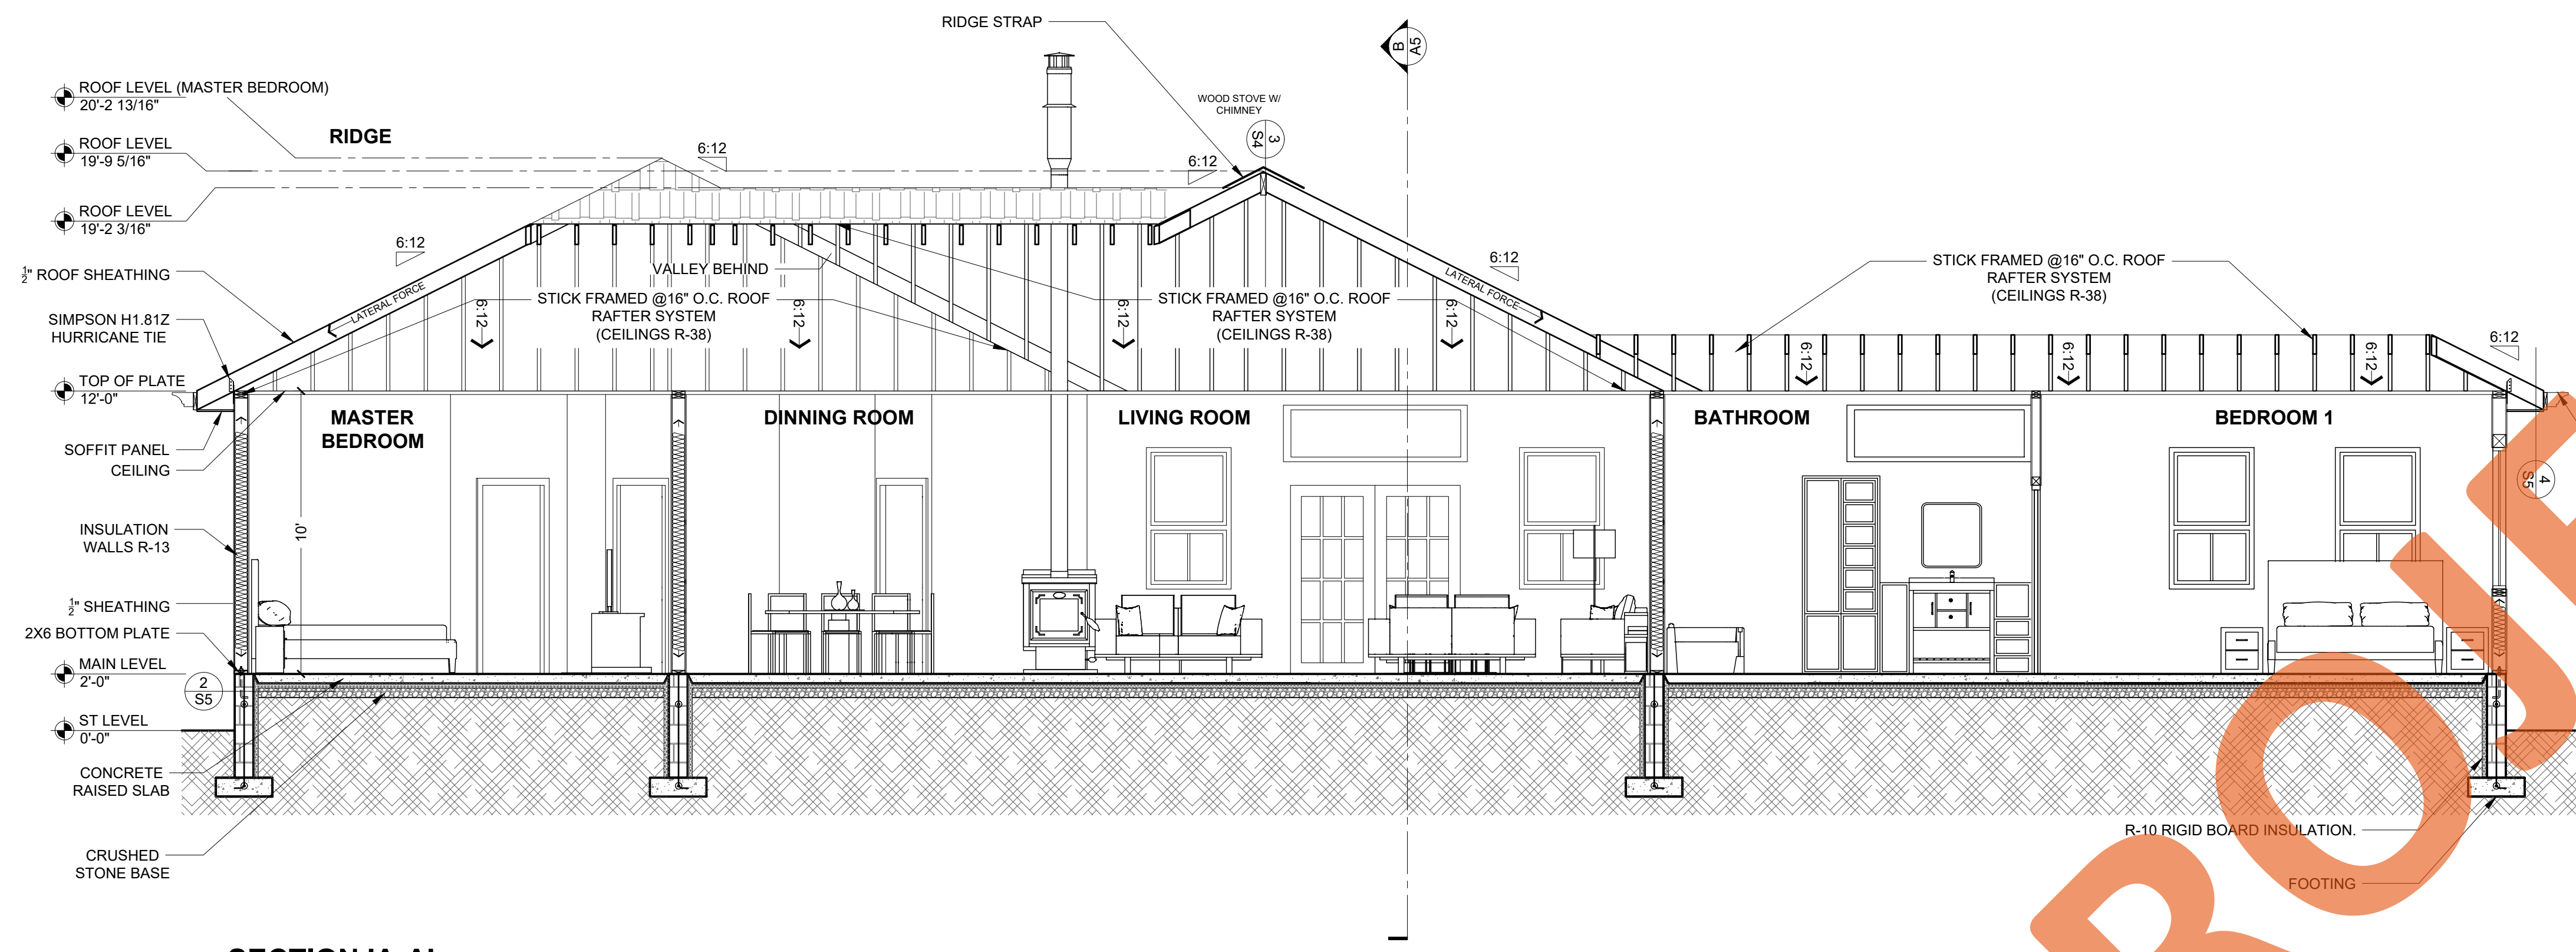 RIDGE STRAP
B
A5
ROOF LEVEL (MASTER BEDROOM)
20'-2 13/16"
WOOD STOVE W/
CHIMNEY
3
S4
RIDGE
ROOF LEVEL
19'-9 5/16"
6:12
6:12
ROOF LEVEL
19'-2 3/16"
6:12
6:12
½" ROOF SHEATHING
VALLEY BEHIND
STICK FRAMED @16" O.C. ROOF
RAFTER SYSTEM
(CEILINGS R-38)
LATERAL FORCE
LATERAL FORCE
6:12
STICK FRAMED @16" O.C. ROOF
RAFTER SYSTEM
(CEILINGS R-38)
6:12
6:12
STICK FRAMED @16" O.C. ROOF
RAFTER SYSTEM
(CEILINGS R-38)
6:12
SIMPSON H1.81Z
HURRICANE TIE
6:12
6:12
6:12
6:12
TOP OF PLATE
12'-0"
MASTER
BEDROOM
DINNING ROOM
LIVING ROOM
BATHROOM
BEDROOM 1
SOFFIT PANEL
CEILING
4
S5
10'
INSULATION
WALLS R-13
½" SHEATHING
2X6 BOTTOM PLATE
MAIN LEVEL
2'-0"
2
S5
ST LEVEL
0'-0"
CONCRETE
RAISED SLAB
R-10 RIGID BOARD INSULATION.
CRUSHED
STONE BASE
FOOTING